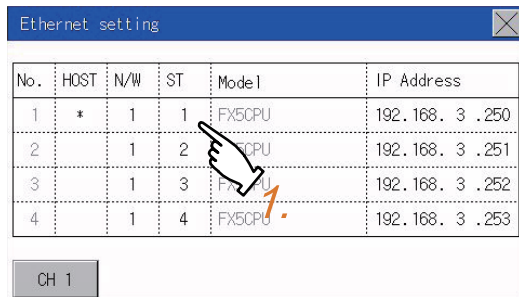 Ethernet setting
No. HOST N/W ST Model IP Address
1 * 1 1 FX5CPU 192.168. 3 .250
2 1 2 FX5CPU 192.168. 3 .251
3 1 3 FX5CPU 192.168. 3 .252
4 1 4 FX5CPU 192.168. 3 .253
1.
CH 1